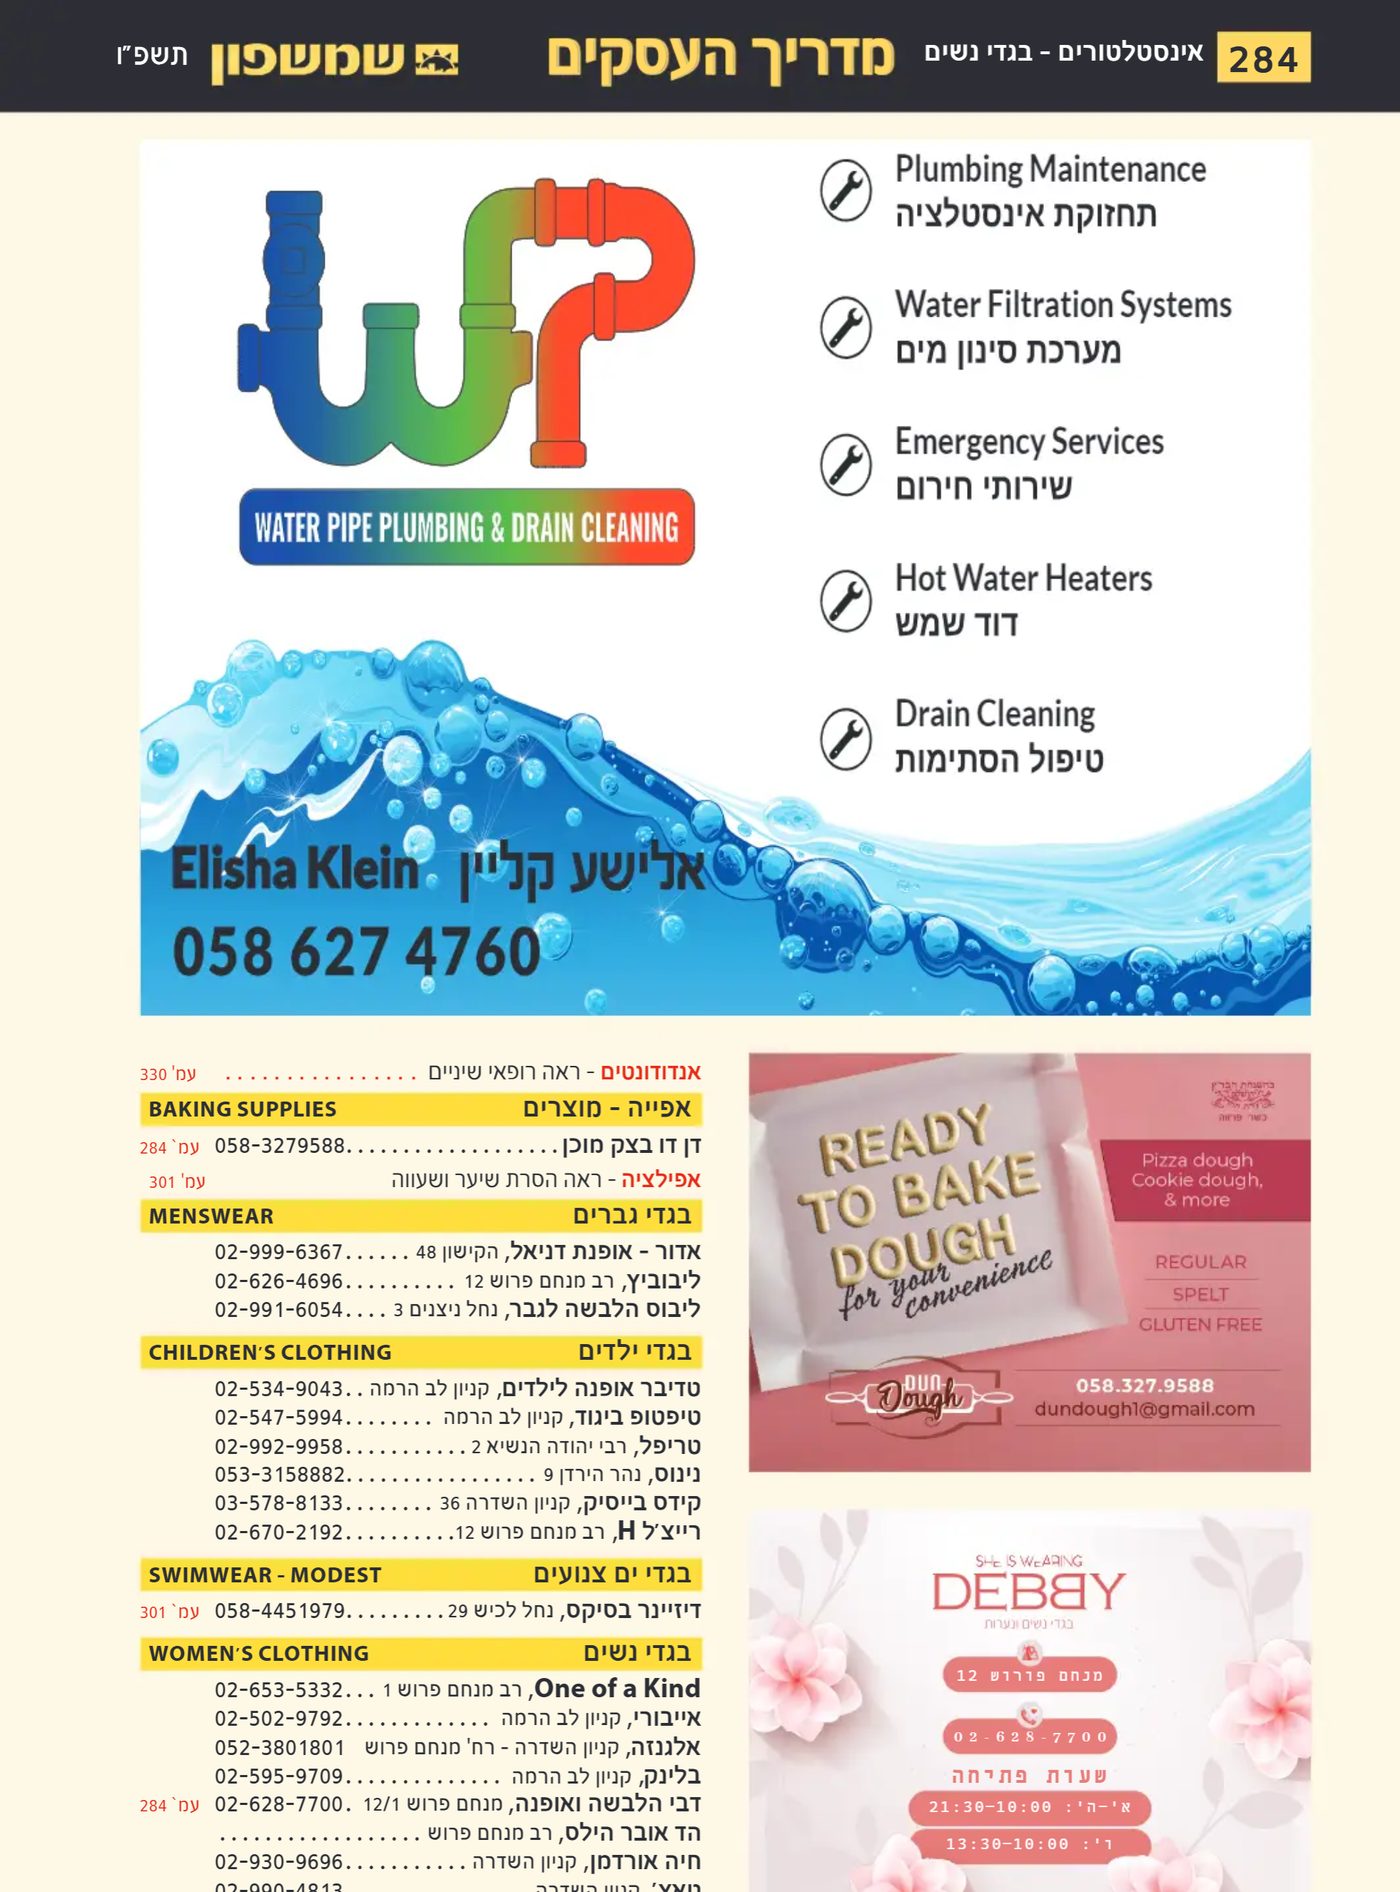 284
אינסטלטורים - בגדי נשים
מדריך העסקים
שמשפון
תשפ"ו
Plumbing Maintenance
תחזוקת אינסטלציה
Water Filtration Systems
מערכת סינון מים
Emergency Services
שירותי חירום
Hot Water Heaters
דוד שמש
Drain Cleaning
טיפול הסתימות
WP
WATER PIPE PLUMBING & DRAIN CLEANING
Elisha Klein אלישע קליין
058 627 4760
כשר פרווה
READY
TO BAKE
DOUGH
for your
convenience
Pizza dough
Cookie dough,
& more
REGULAR
SPELT
GLUTEN FREE
DUN
Dough
058.327.9588
dundough1@gmail.com
SHE IS WEARING
DEBBY
בגדי נשים ונערות
מנחם פורוש 12
02-628-7700
שעות פתיחה
א'-ה': 21:30-10:00
ו': 13:30-10:00
אנדודונטים - ראה רופאי שיניים ................ עמ' 330
אפייה - מוצרים BAKING SUPPLIES
דן דו בצק מוכן..................058-3279588 עמ` 284
אפילציה - ראה הסרת שיער ושעווה עמ' 301
בגדי גברים MENSWEAR
אדור - אופנת דניאל, הקישון 48 ......02-999-6367
ליבוביץ, רב מנחם פרוש 12 ..........02-626-4696
ליבוס הלבשה לגבר, נחל ניצנים 3 ....02-991-6054
בגדי ילדים CHILDREN'S CLOTHING
טדיבר אופנה לילדים, קניון לב הרמה ..02-534-9043
טיפטופ ביגוד, קניון לב הרמה ........02-547-5994
טריפל, רבי יהודה הנשיא 2...........02-992-9958
נינוס, נהר הירדן 9 ................053-3158882
קידס בייסיק, קניון השדרה 36 ........03-578-8133
רייצ'ל H, רב מנחם פרוש 12..........02-670-2192
בגדי ים צנועים SWIMWEAR - MODEST
דיזיינר בסיקס, נחל לכיש 29.........058-4451979 עמ` 301
בגדי נשים WOMEN'S CLOTHING
One of a Kind, רב מנחם פרוש 1 ...02-653-5332
אייבורי, קניון לב הרמה .............02-502-9792
אלגנזה, קניון השדרה - רח' מנחם פרוש 052-3801801
בלינק, קניון לב הרמה ..............02-595-9709
דבי הלבשה ואופנה, מנחם פרוש 12/1 .02-628-7700 עמ` 284
הד אובר הילס, רב מנחם פרוש .................
חיה אורדמן, קניון השדרה...........02-930-9696